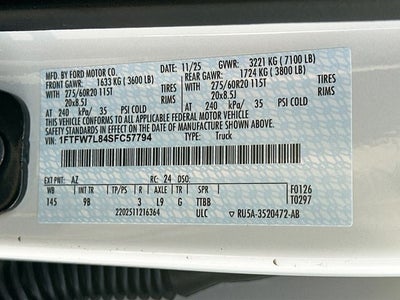 MFD. BY FORD MOTOR CO.
11/25 GVWR: 3221 KG (7100 LB)
FRONT GAWR: 1633 KG (3600 LB)
REAR GAWR: 1724 KG (3800 LB)
WITH 275/60R20 115T TIRES
WITH 275/60R20 115T TIRES
20x8.5J RIMS
20x8.5J RIMS
AT 240 kPa/ 35 PSI COLD
AT 240 kPa/ 35 PSI COLD
THIS VEHICLE CONFORMS TO ALL APPLICABLE FEDERAL MOTOR VEHICLE
SAFETY STANDARDS IN EFFECT ON THE DATE OF MANUFACTURE SHOWN ABOVE.
VIN: 1FTFW7L84SFC57794 TYPE: Truck
EXT PNT: AZ RC: 24 DSO: F0126
WB INT TR TP/PS R AXLE TR SPR T0297
145 9B 3 L9 G TTBB
2202511216364 ULC RU5A-3520472-AB